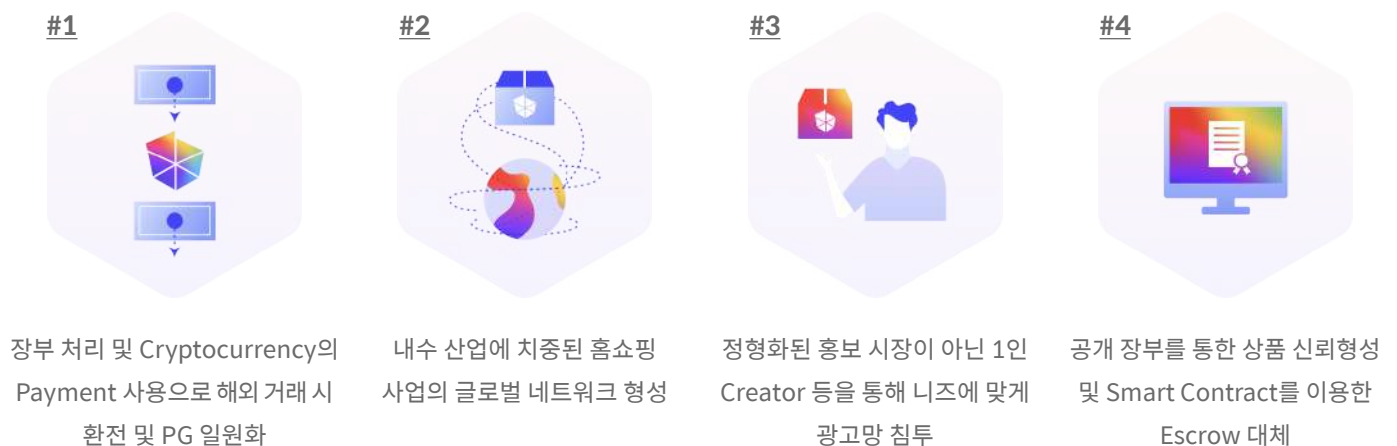 #1
장부 처리 및 Cryptocurrency의
Payment 사용으로 해외 거래 시
환전 및 PG 일원화
#2
내수 산업에 치중된 홈쇼핑
사업의 글로벌 네트워크 형성
#3
정형화된 홍보 시장이 아닌 1인
Creator 등을 통해 니즈에 맞게
광고망 침투
#4
공개 장부를 통한 상품 신뢰형성
및 Smart Contract를 이용한
Escrow 대체